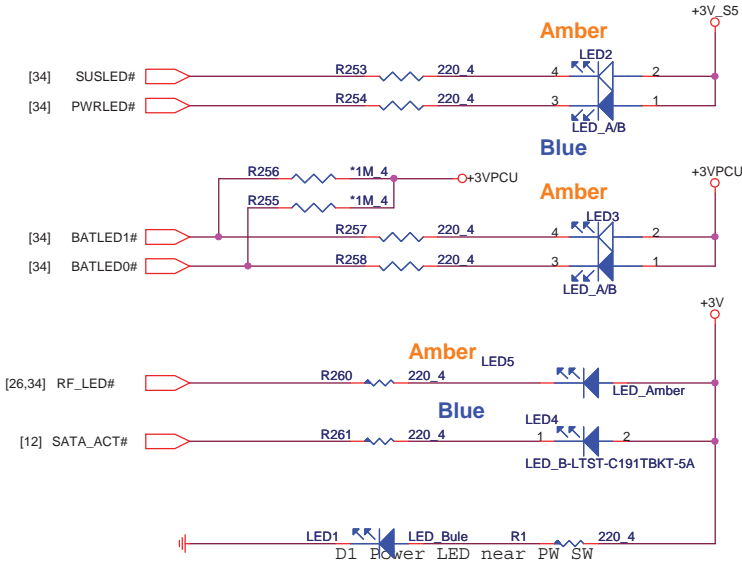 +3V_S5
Amber
LED2
[34] SUSLED# R253 220_4 4 2
[34] PWRLED# R254 220_4 3 1
LED_A/B
Blue
R256 *1M_4 +3VPCU
R255 *1M_4
+3VPCU
Amber
LED3
[34] BATLED1# R257 220_4 4 2
[34] BATLED0# R258 220_4 3 1
LED_A/B
+3V
Amber
LED5
[26,34] RF_LED# R260 220_4 LED_Amber
Blue
LED4
[12] SATA_ACT# R261 220_4 1 2
LED_B-LTST-C191TBKT-5A
LED1 LED_Bule R1 220_4
D1 Power LED near PW SW